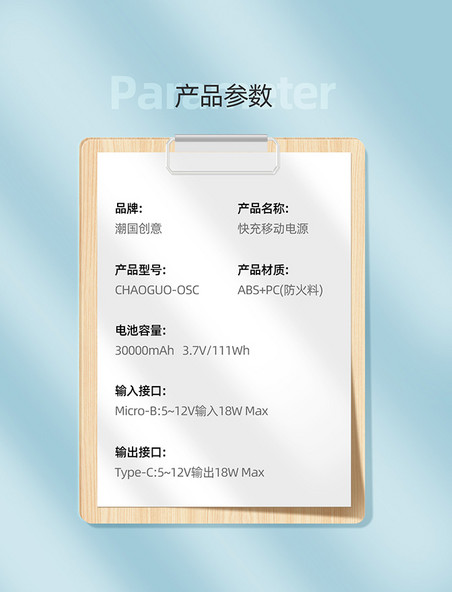 Parameter
产品参数
品牌:
潮国创意
产品名称:
快充移动电源
产品型号:
CHAOGUO-OSC
产品材质:
ABS+PC(防火料)
电池容量:
30000mAh 3.7V/111Wh
输入接口:
Micro-B:5~12V输入18W Max
输出接口:
Type-C:5~12V输出18W Max